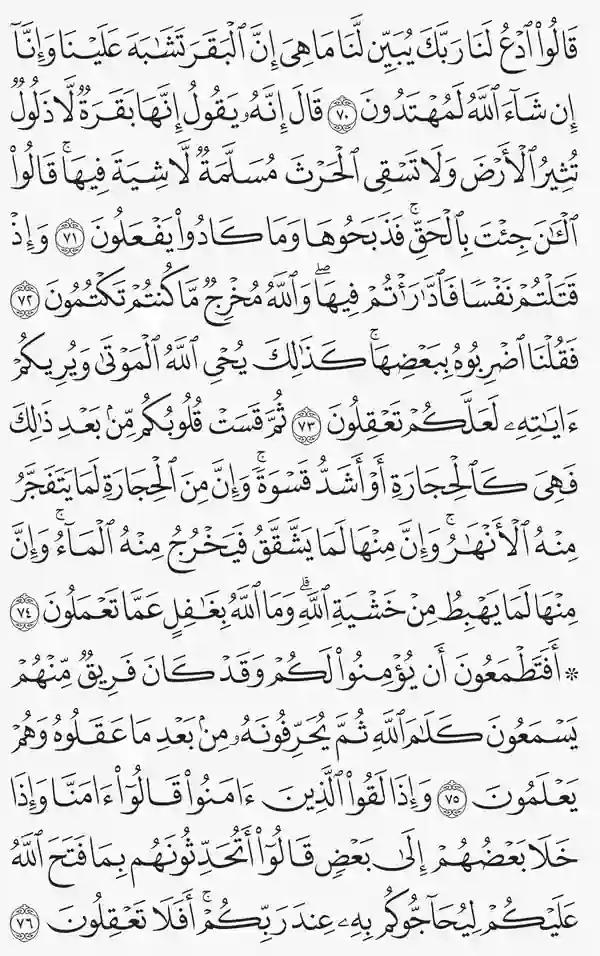 قَالُوا۟ ٱدۡعُ لَنَا رَبَّكَ يُبَيِّن لَّنَا مَا هِيَ إِنَّ ٱلۡبَقَرَ تَشَٰبَهَ عَلَيۡنَا وَإِنَّآ
إِن شَآءَ ٱللَّهُ لَمُهۡتَدُونَ ٧٠ قَالَ إِنَّهُۥ يَقُولُ إِنَّهَا بَقَرَةٌ لَّا ذَلُولٌ
تُثِيرُ ٱلۡأَرۡضَ وَلَا تَسۡقِي ٱلۡحَرۡثَ مُسَلَّمَةٌ لَّا شِيَةَ فِيهَاۚ قَالُوا۟
ٱلۡـَٰٔنَ جِئۡتَ بِٱلۡحَقِّۚ فَذَبَحُوهَا وَمَا كَادُوا۟ يَفۡعَلُونَ ٧١ وَإِذۡ
قَتَلۡتُمۡ نَفۡسًا فَٱدَّٰرَٰٔتُمۡ فِيهَاۖ وَٱللَّهُ مُخۡرِجٌ مَّا كُنتُمۡ تَكۡتُمُونَ ٧٢
فَقُلۡنَا ٱضۡرِبُوهُ بِبَعۡضِهَاۚ كَذَٰلِكَ يُحۡيِ ٱللَّهُ ٱلۡمَوۡتَىٰ وَيُرِيكُمۡ
ءَايَٰتِهِۦ لَعَلَّكُمۡ تَعۡقِلُونَ ٧٣ ثُمَّ قَسَتۡ قُلُوبُكُم مِّنۢ بَعۡدِ ذَٰلِكَ
فَهِيَ كَٱلۡحِجَارَةِ أَوۡ أَشَدُّ قَسۡوَةًۚ وَإِنَّ مِنَ ٱلۡحِجَارَةِ لَمَا يَتَفَجَّرُ
مِنۡهُ ٱلۡأَنۡهَٰرُۚ وَإِنَّ مِنۡهَا لَمَا يَشَّقَّقُ فَيَخۡرُجُ مِنۡهُ ٱلۡمَآءُۚ وَإِنَّ
مِنۡهَا لَمَا يَهۡبِطُ مِنۡ خَشۡيَةِ ٱللَّهِۗ وَمَا ٱللَّهُ بِغَٰفِلٍ عَمَّا تَعۡمَلُونَ ٧٤
۞ أَفَتَطۡمَعُونَ أَن يُؤۡمِنُوا۟ لَكُمۡ وَقَدۡ كَانَ فَرِيقٌ مِّنۡهُمۡ
يَسۡمَعُونَ كَلَٰمَ ٱللَّهِ ثُمَّ يُحَرِّفُونَهُۥ مِنۢ بَعۡدِ مَا عَقَلُوهُ وَهُمۡ
يَعۡلَمُونَ ٧٥ وَإِذَا لَقُوا۟ ٱلَّذِينَ ءَامَنُوا۟ قَالُوٓا۟ ءَامَنَّا وَإِذَا
خَلَا بَعۡضُهُمۡ إِلَىٰ بَعۡضٍ قَالُوٓا۟ أَتُحَدِّثُونَهُم بِمَا فَتَحَ ٱللَّهُ
عَلَيۡكُمۡ لِيُحَآجُّوكُم بِهِۦ عِندَ رَبِّكُمۡۚ أَفَلَا تَعۡقِلُونَ ٧٦